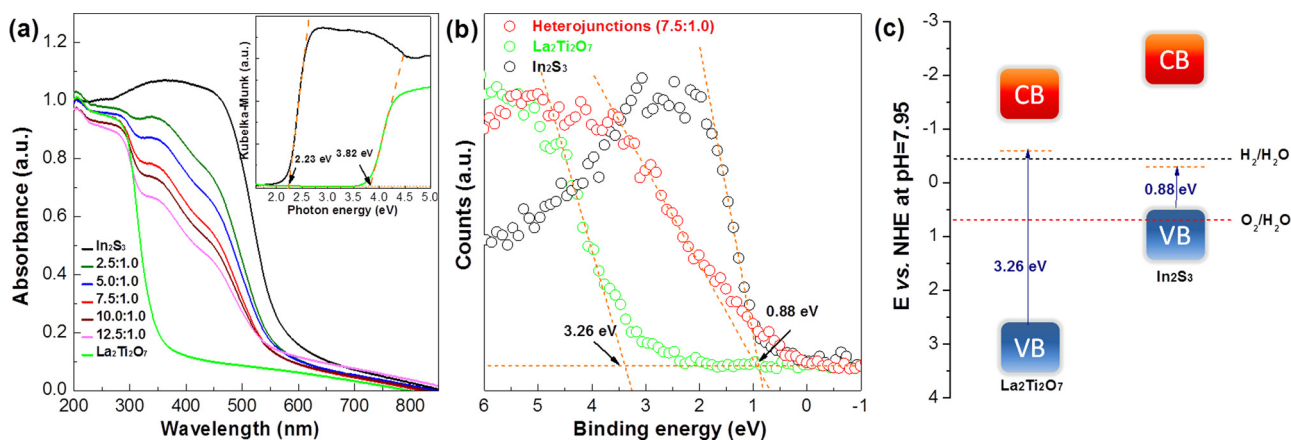 (a)
Absorbance (a.u.)
1.2
1.0
0.8
0.6
0.4
0.2
0.0
200 300 400 500 600 700 800
Wavelength (nm)
In₂S₃
2.5:1.0
5.0:1.0
7.5:1.0
10.0:1.0
12.5:1.0
La₂Ti₂O₇
Kubelka-Munk (a.u.)
2.23 eV
3.82 eV
2.0 2.5 3.0 3.5 4.0 4.5 5.0
Photon energy (eV)
(b)
Heterojunctions (7.5:1.0)
La₂Ti₂O₇
In₂S₃
Counts (a.u.)
3.26 eV
0.88 eV
6 5 4 3 2 1 0 -1
Binding energy (eV)
(c)
E vs. NHE at pH=7.95
-3
-2
-1
0
1
2
3
4
CB
CB
H₂/H₂O
0.88 eV
O₂/H₂O
VB
In₂S₃
3.26 eV
VB
La₂Ti₂O₇